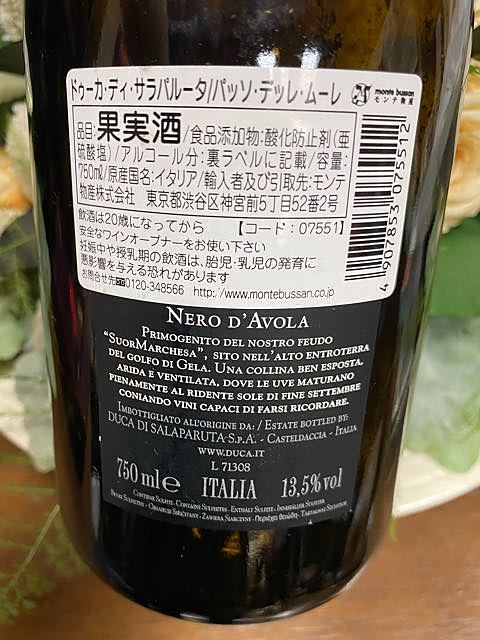 ドゥーカ・ディ・サラパルータ/パッソ・デッレ・ムーレ
monte bussan
モンテ物産
品目:果実酒/食品添加物:酸化防止剤(亜
硫酸塩)/アルコール分:裏ラベルに記載/容量:
750mℓ/原産国名:イタリア/輸入者及び引取先:モンテ
物産株式会社 東京都渋谷区神宮前5丁目52番2号
飲酒は20歳になってから 【コード:07551】
安全なワインオープナーをお使い下さい
妊娠中や授乳期の飲酒は、胎児・乳児の発育に
悪影響を与える恐れがあります
お問合せ先 0120-348566 http://www.montebussan.co.jp
4 907853 075512
NERO D'AVOLA
PRIMOGENITO DEL NOSTRO FEUDO
"SUORMARCHESA", SITO NELL'ALTO ENTROTERRA
DEL GOLFO DI GELA. UNA COLLINA BEN ESPOSTA,
ARIDA E VENTILATA, DOVE LE UVE MATURANO
PIENAMENTE AL RIDENTE SOLE DI FINE SETTEMBRE
CONIANDO VINI CAPACI DI FARSI RICORDARE.
IMBOTTIGLIATO ALL'ORIGINE DA: / ESTATE BOTTLED BY:
DUCA DI SALAPARUTA-S.P.A. - CASTELDACCIA - ITALIA
WWW.DUCA.IT
L 71308
750 ml℮ ITALIA 13,5% vol
CONTIENE SOLFITI - CONTAINS SULPHITES - ENTHÄLT SULFITE - INNEHÅLLER SULFITER